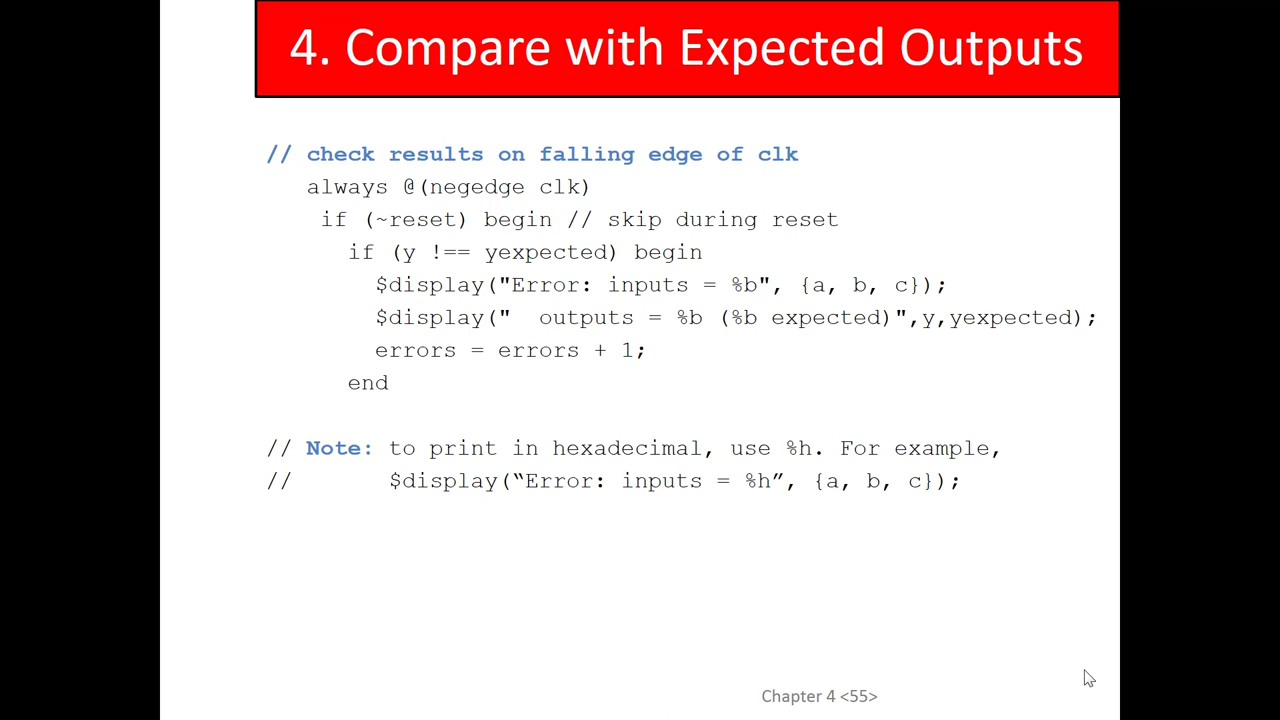 4. Compare with Expected Outputs
// check results on falling edge of clk
always @(negedge clk)
if (~reset) begin // skip during reset
if (y !== yexpected) begin
$display("Error: inputs = %b", {a, b, c});
$display("  outputs = %b (%b expected)",y,yexpected);
errors = errors + 1;
end
// Note: to print in hexadecimal, use %h. For example,
//       $display(“Error: inputs = %h”, {a, b, c});
Chapter 4 <55>